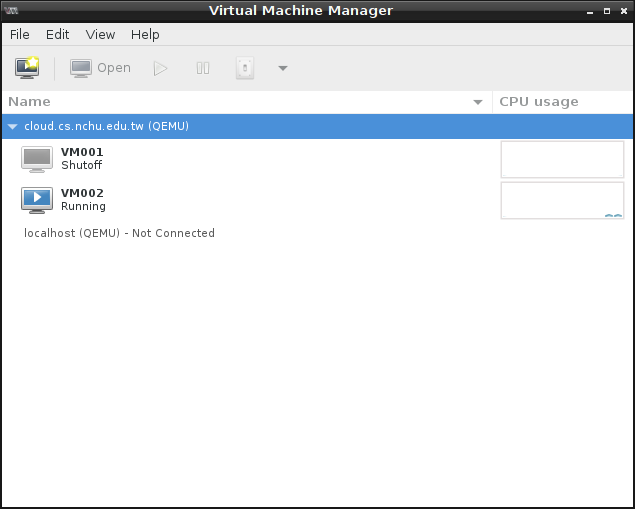 Virtual Machine Manager
File Edit View Help
Open
Name CPU usage
cloud.cs.nchu.edu.tw (QEMU)
VM001
Shutoff
VM002
Running
localhost (QEMU) - Not Connected